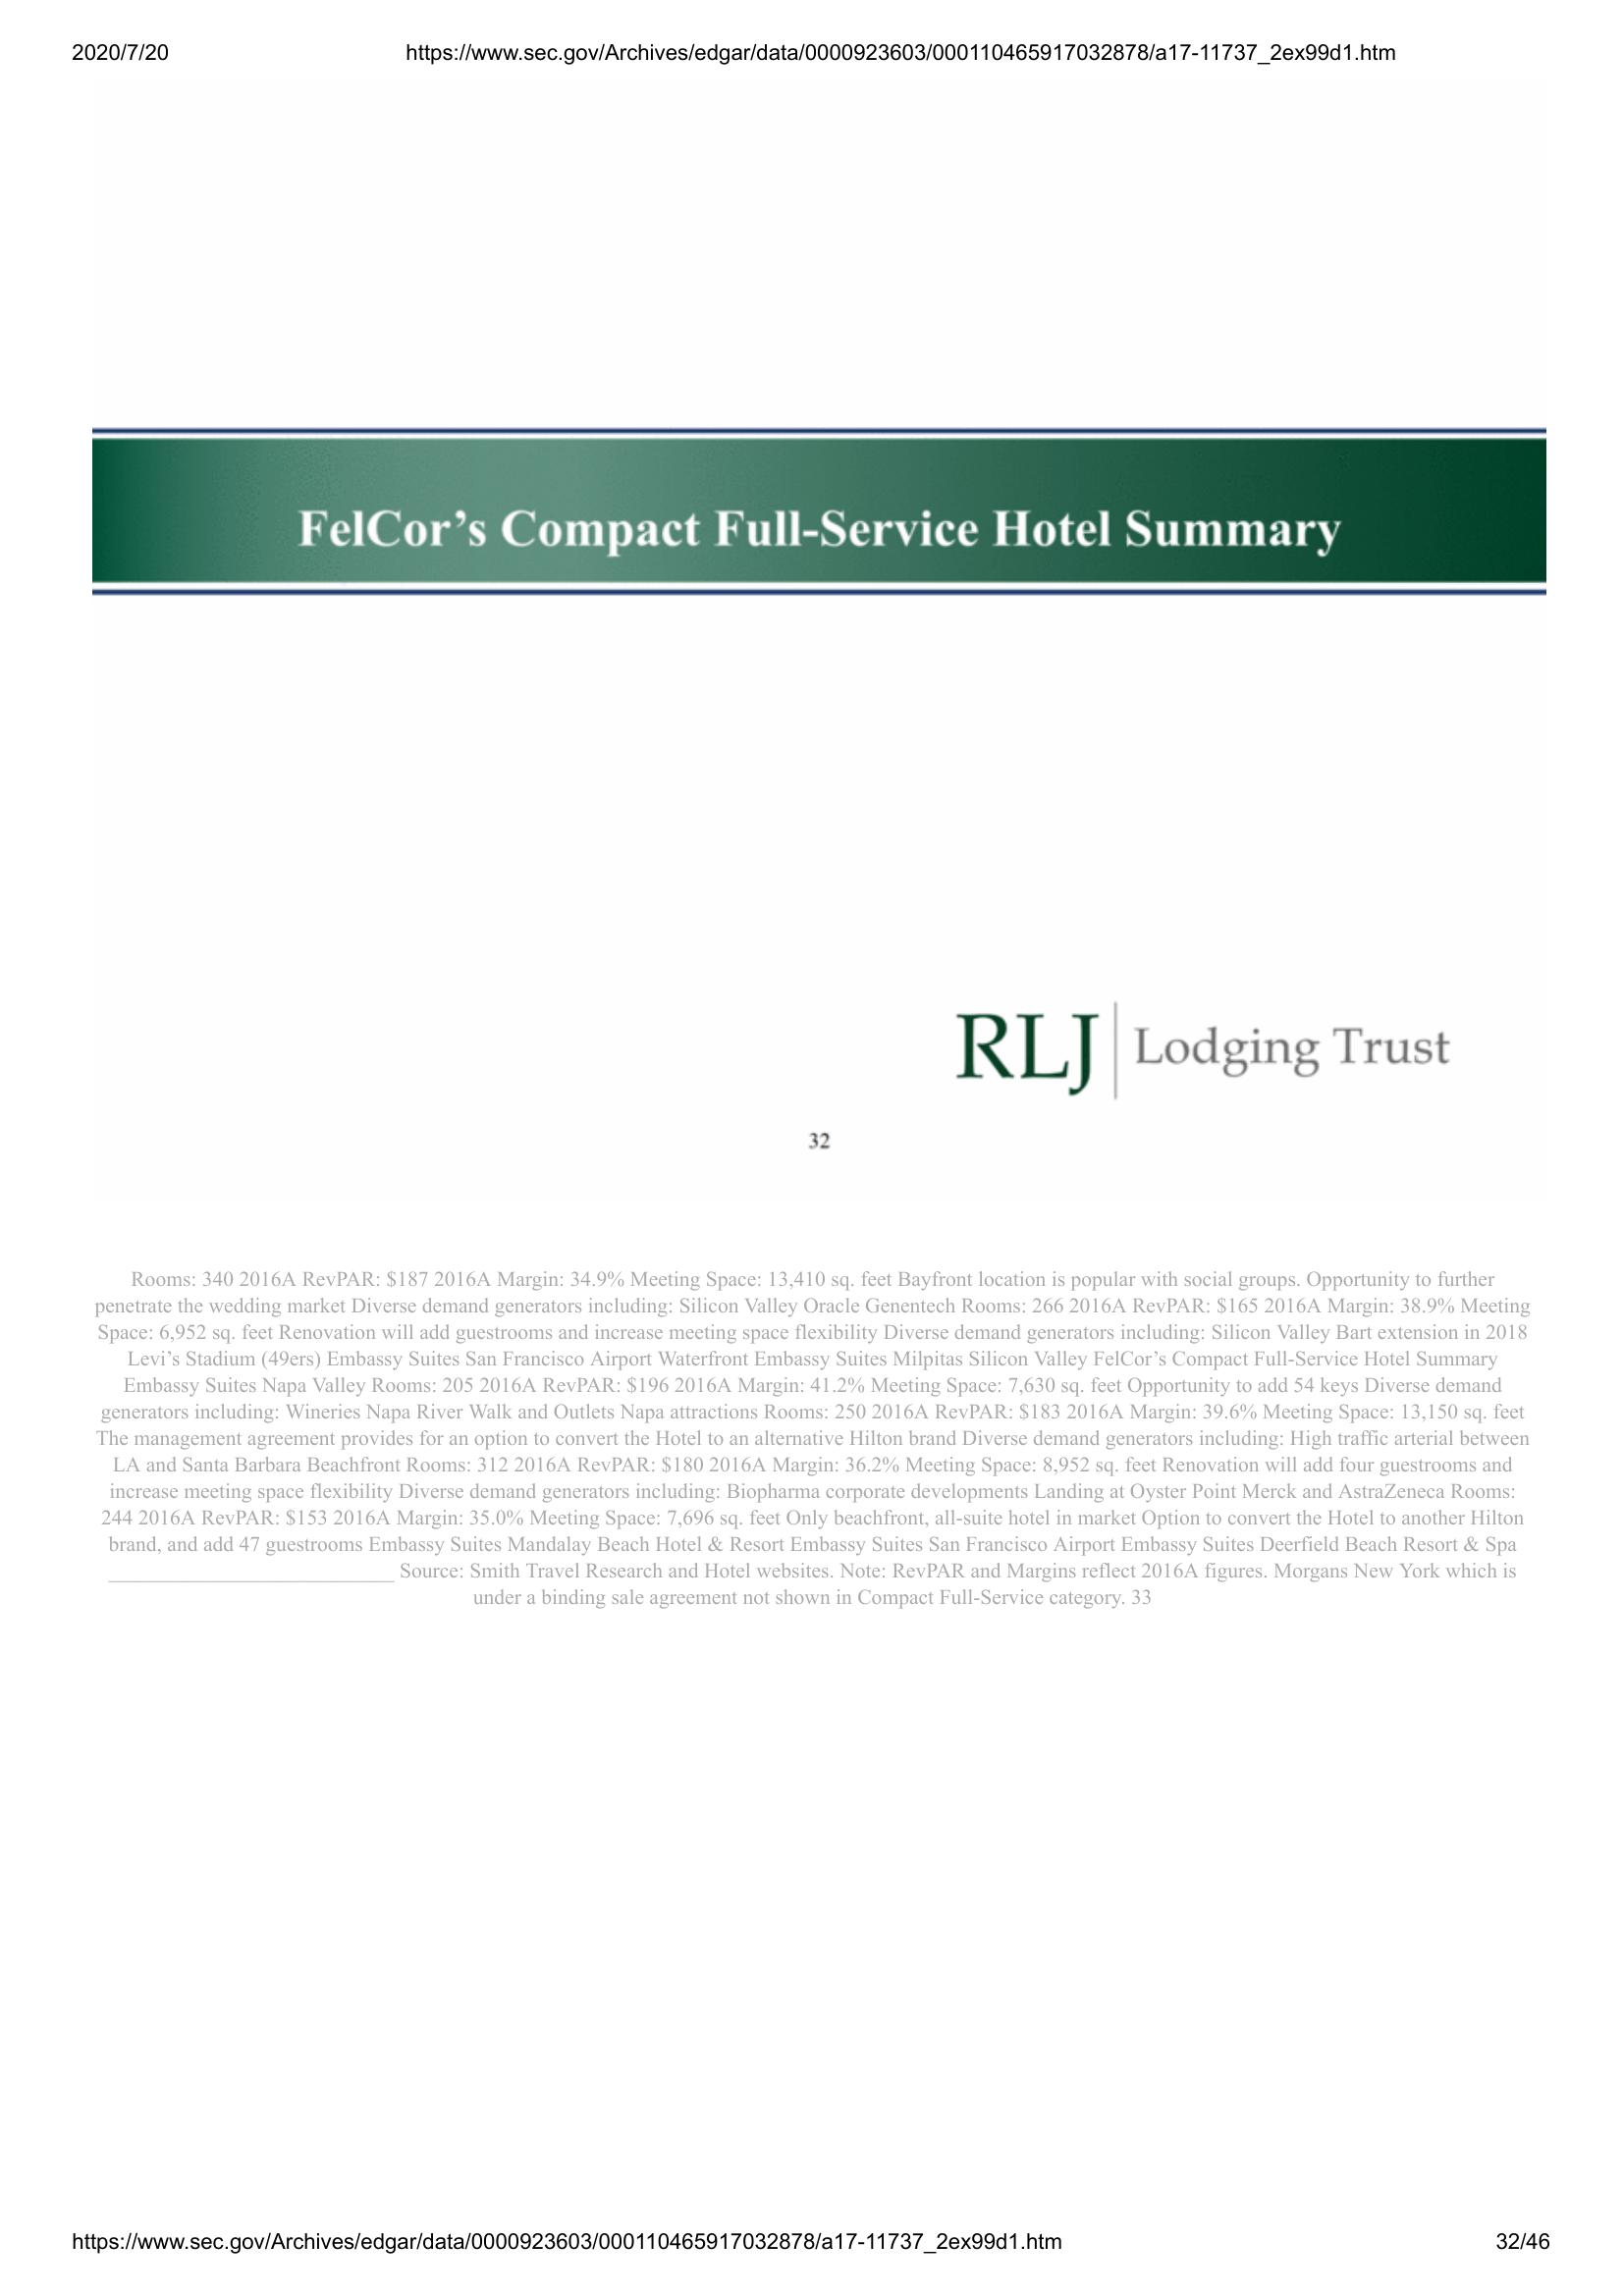 2020/7/20 https://www.sec.gov/Archives/edgar/data/0000923603/000110465917032878/a17-11737_2ex99d1.htm
FelCor’s Compact Full-Service Hotel Summary
RLJ Lodging Trust
32
Rooms: 340 2016A RevPAR: $187 2016A Margin: 34.9% Meeting Space: 13,410 sq. feet Bayfront location is popular with social groups. Opportunity to further
penetrate the wedding market Diverse demand generators including: Silicon Valley Oracle Genentech Rooms: 266 2016A RevPAR: $165 2016A Margin: 38.9% Meeting
Space: 6,952 sq. feet Renovation will add guestrooms and increase meeting space flexibility Diverse demand generators including: Silicon Valley Bart extension in 2018
Levi’s Stadium (49ers) Embassy Suites San Francisco Airport Waterfront Embassy Suites Milpitas Silicon Valley FelCor’s Compact Full-Service Hotel Summary
Embassy Suites Napa Valley Rooms: 205 2016A RevPAR: $196 2016A Margin: 41.2% Meeting Space: 7,630 sq. feet Opportunity to add 54 keys Diverse demand
generators including: Wineries Napa River Walk and Outlets Napa attractions Rooms: 250 2016A RevPAR: $183 2016A Margin: 39.6% Meeting Space: 13,150 sq. feet
The management agreement provides for an option to convert the Hotel to an alternative Hilton brand Diverse demand generators including: High traffic arterial between
LA and Santa Barbara Beachfront Rooms: 312 2016A RevPAR: $180 2016A Margin: 36.2% Meeting Space: 8,952 sq. feet Renovation will add four guestrooms and
increase meeting space flexibility Diverse demand generators including: Biopharma corporate developments Landing at Oyster Point Merck and AstraZeneca Rooms:
244 2016A RevPAR: $153 2016A Margin: 35.0% Meeting Space: 7,696 sq. feet Only beachfront, all-suite hotel in market Option to convert the Hotel to another Hilton
brand, and add 47 guestrooms Embassy Suites Mandalay Beach Hotel & Resort Embassy Suites San Francisco Airport Embassy Suites Deerfield Beach Resort & Spa
___________________________ Source: Smith Travel Research and Hotel websites. Note: RevPAR and Margins reflect 2016A figures. Morgans New York which is
under a binding sale agreement not shown in Compact Full-Service category. 33
https://www.sec.gov/Archives/edgar/data/0000923603/000110465917032878/a17-11737_2ex99d1.htm 32/46